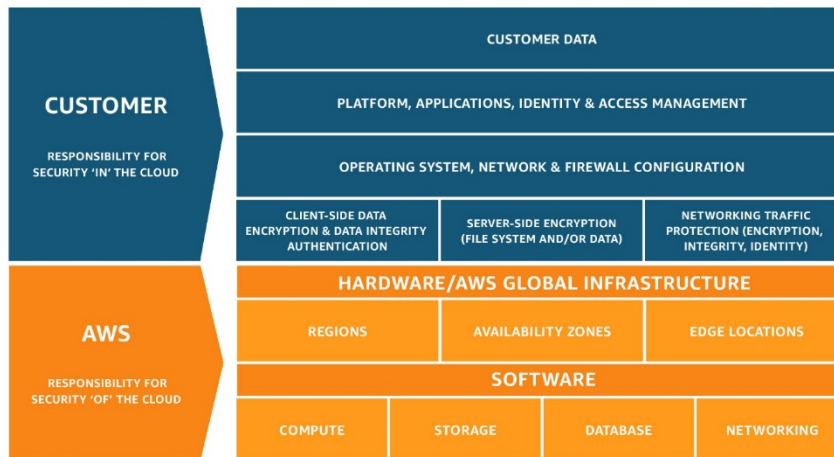 CUSTOMER
RESPONSIBILITY FOR
SECURITY ‘IN’ THE CLOUD
CUSTOMER DATA
PLATFORM, APPLICATIONS, IDENTITY & ACCESS MANAGEMENT
OPERATING SYSTEM, NETWORK & FIREWALL CONFIGURATION
CLIENT-SIDE DATA
ENCRYPTION & DATA INTEGRITY
AUTHENTICATION
SERVER-SIDE ENCRYPTION
(FILE SYSTEM AND/OR DATA)
NETWORKING TRAFFIC
PROTECTION (ENCRYPTION,
INTEGRITY, IDENTITY)
AWS
RESPONSIBILITY FOR
SECURITY ‘OF’ THE CLOUD
HARDWARE/AWS GLOBAL INFRASTRUCTURE
REGIONS
AVAILABILITY ZONES
EDGE LOCATIONS
SOFTWARE
COMPUTE
STORAGE
DATABASE
NETWORKING